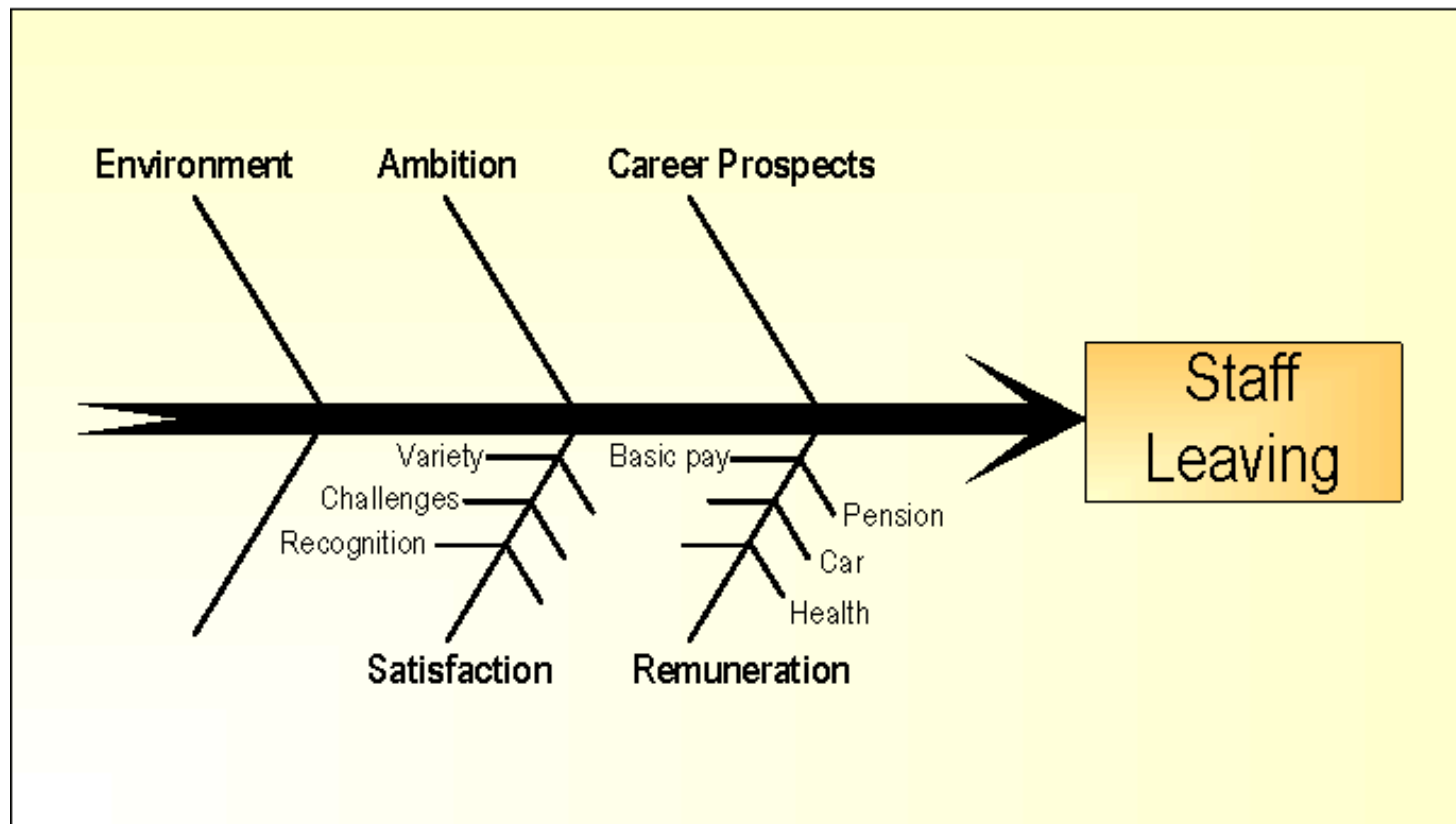 Environment
Ambition
Career Prospects
Staff
Leaving
Variety
Challenges
Recognition
Basic pay
Pension
Car
Health
Satisfaction
Remuneration